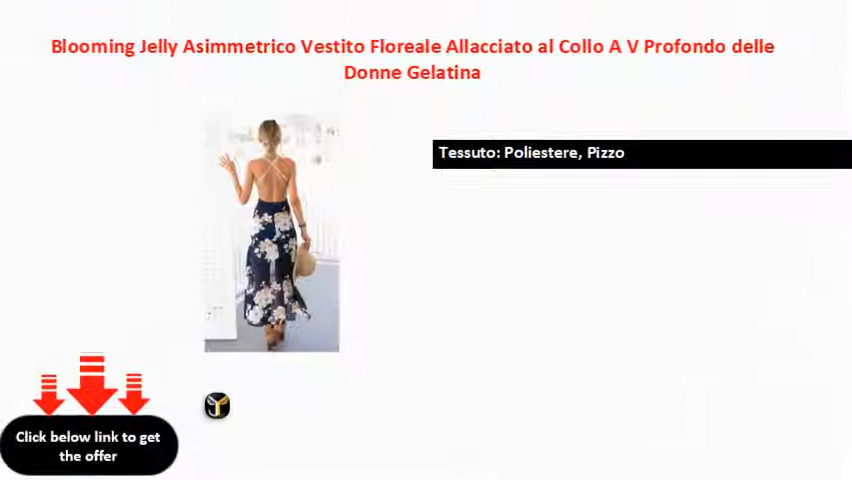 Blooming Jelly Asimmetrico Vestito Floreale Allacciato al Collo A V Profondo delle
Donne Gelatina
Tessuto: Poliestere, Pizzo
Click below link to get
the offer